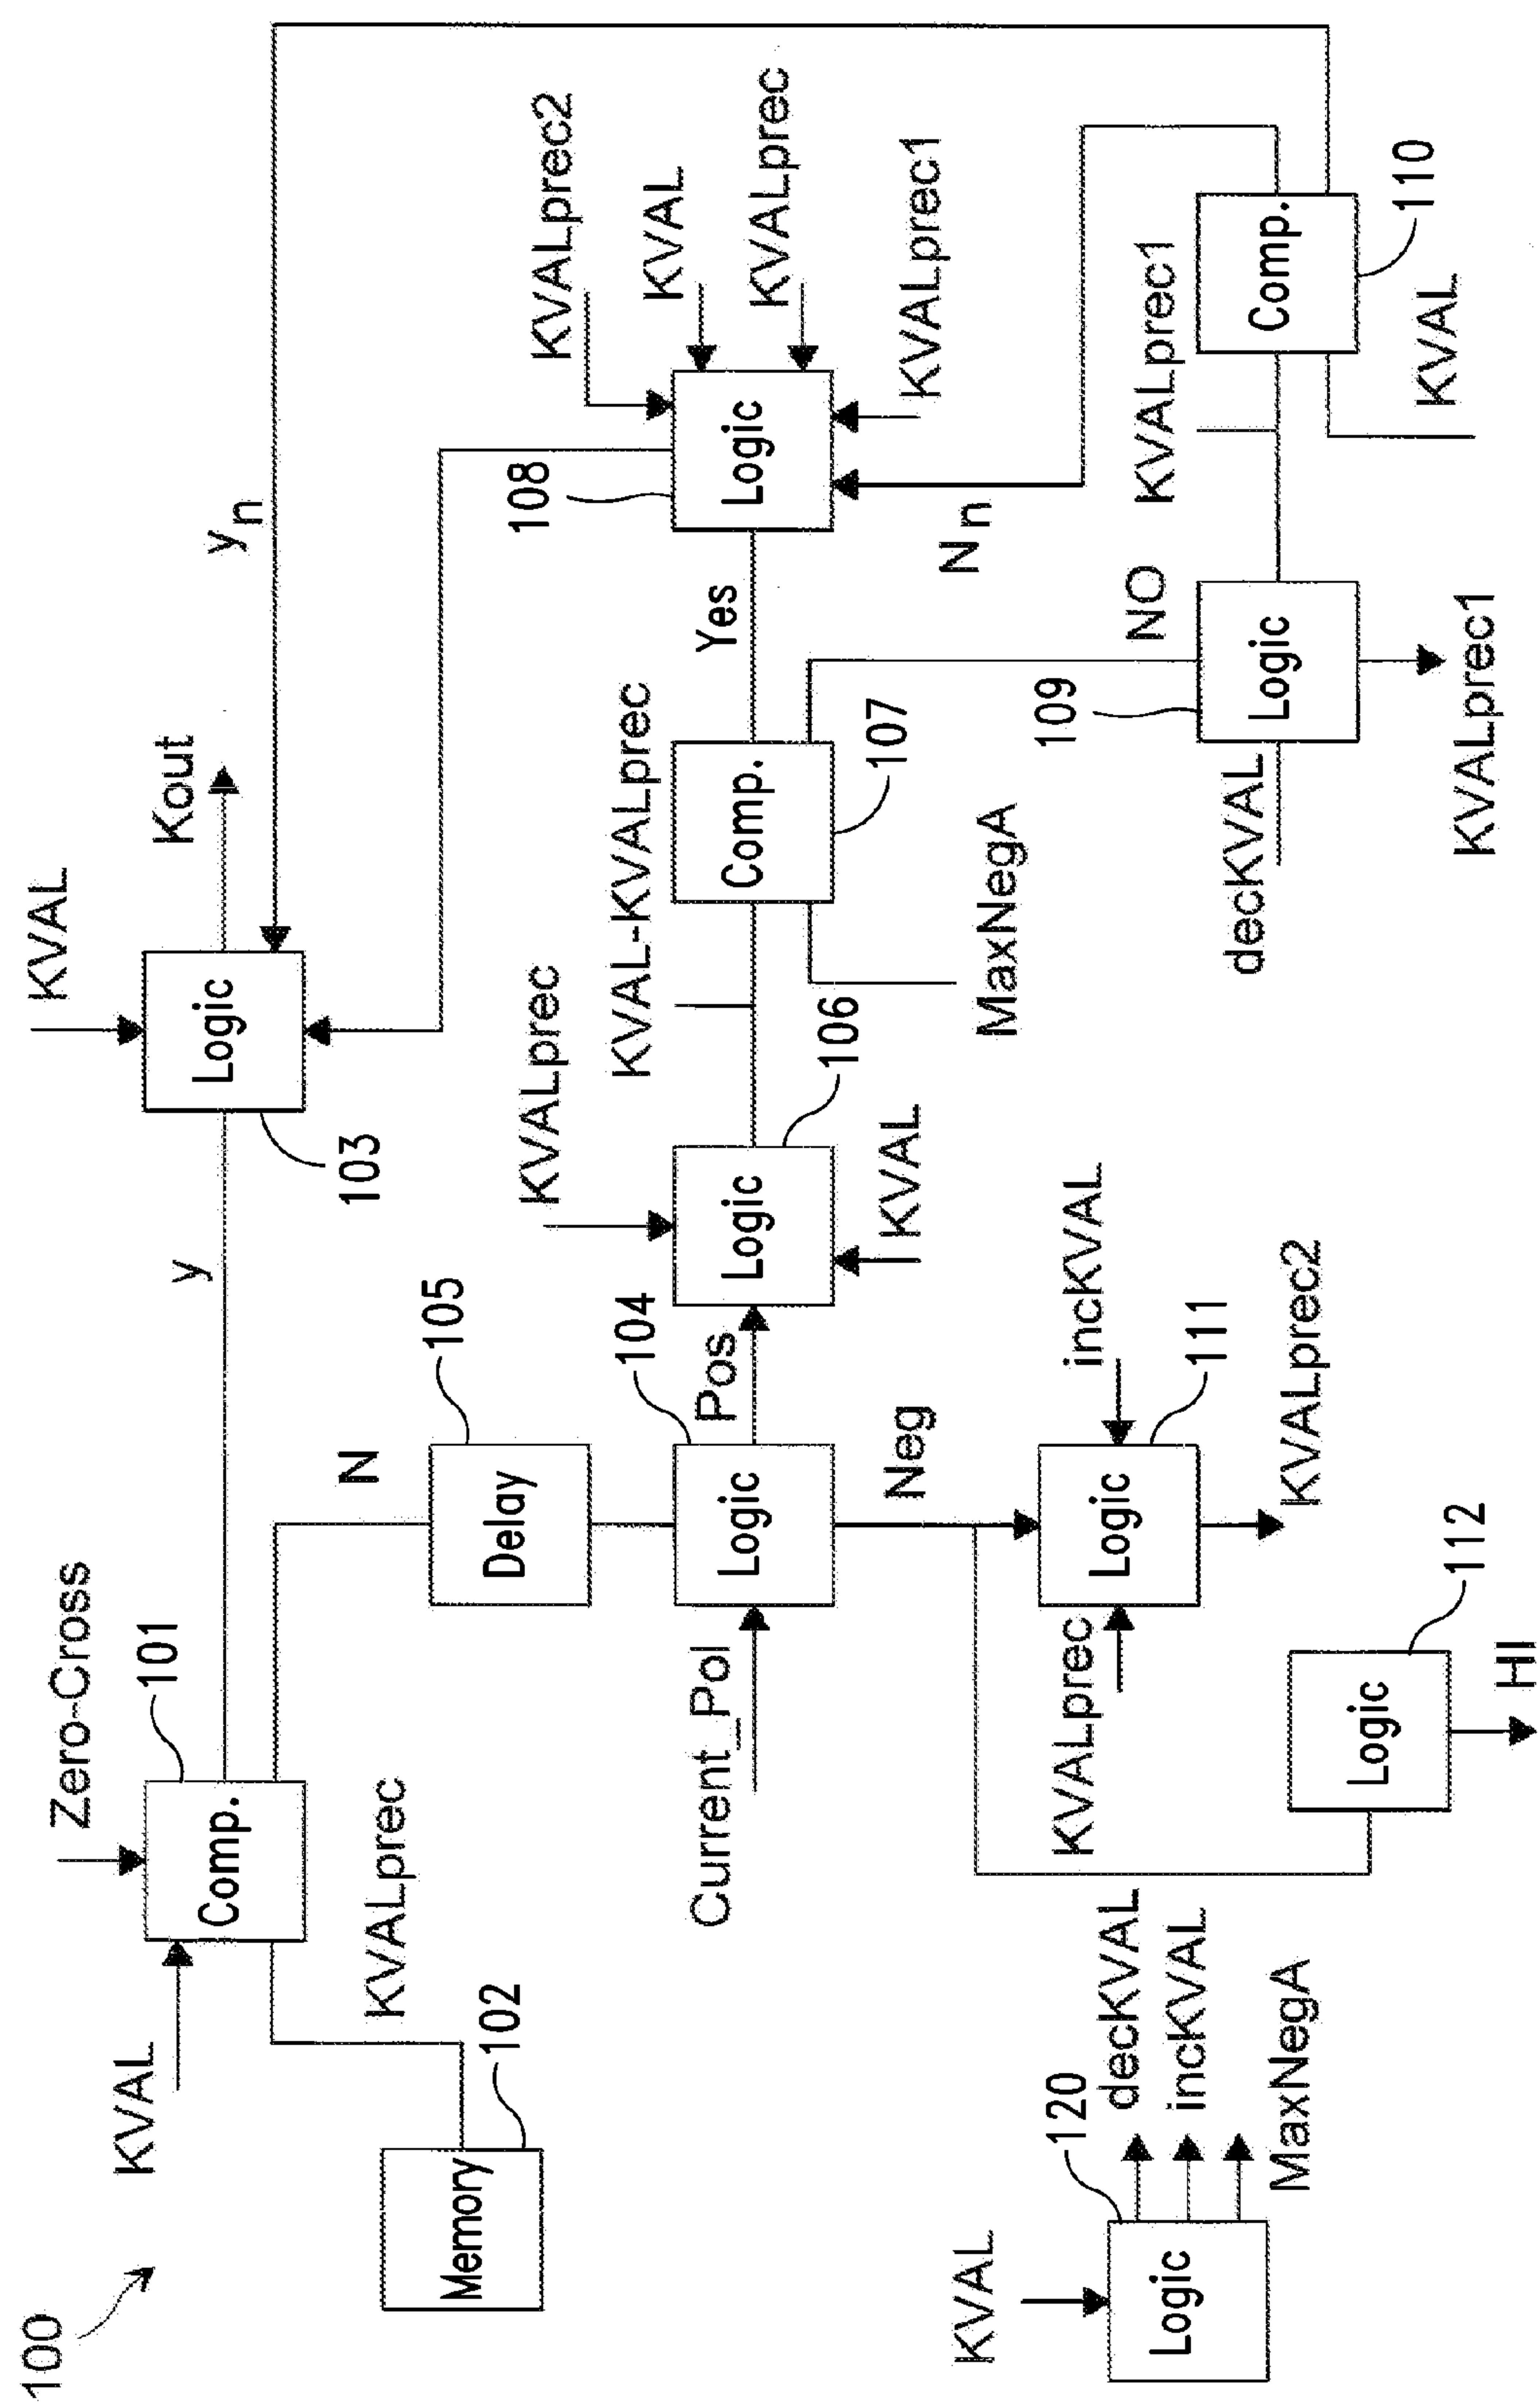 100
KVAL
Zero-Cross
101
Comp.
y
KVAL
Logic
103
Kout
yn
Memory
102
KVALprec
N
Delay
105
Current_Pol
Logic
104
Pos
Neg
KVALprec
Logic
106
KVAL
KVAL-KVALprec
Comp.
107
MaxNegA
Yes
NO
108
Logic
KVALprec2
KVAL
KVALprec
KVALprec1
Nn
decKVAL
109
Logic
KVALprec1
KVALprec1
Comp.
110
KVAL
KVALprec
Logic
111
incKVAL
KVALprec2
Logic
112
HI
KVAL
Logic
120
decKVAL
incKVAL
MaxNegA